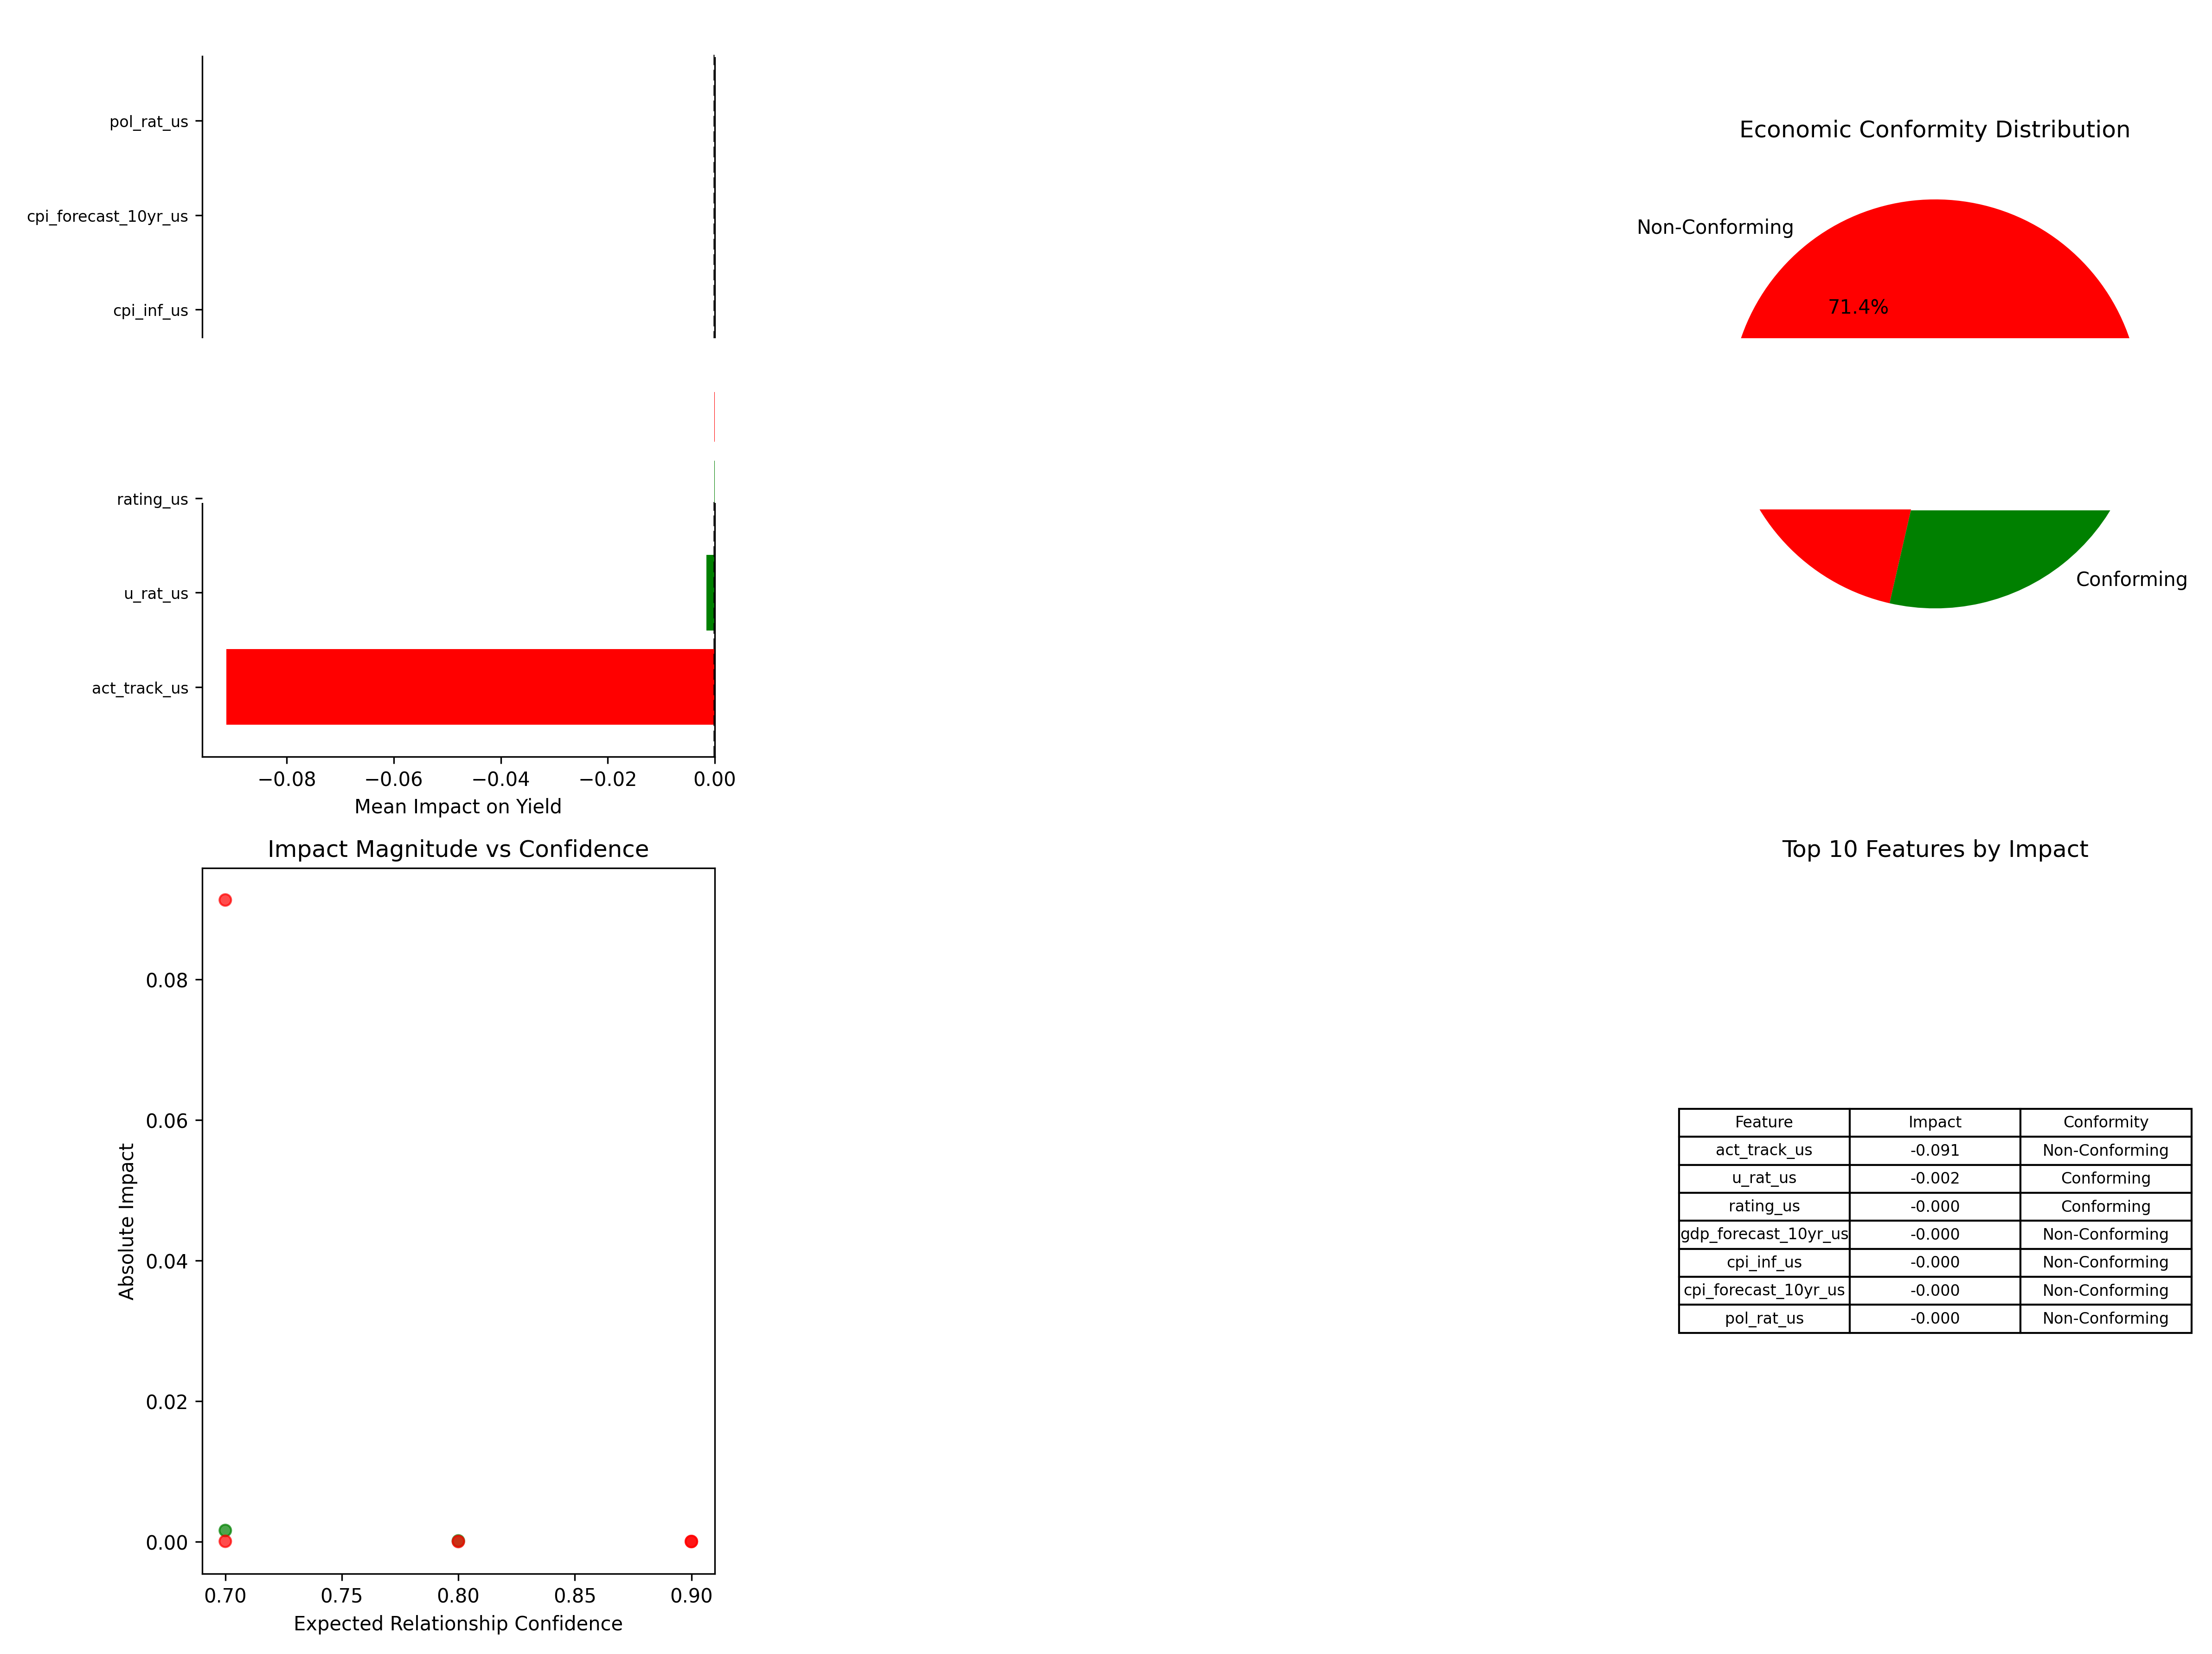 pol_rat_us
cpi_forecast_10yr_us
cpi_inf_us
rating_us
u_rat_us
act_track_us
−0.08 −0.06 −0.04 −0.02 0.00
Mean Impact on Yield
Economic Conformity Distribution
Non-Conforming
71.4%
Conforming
Impact Magnitude vs Confidence
0.08
0.06
0.04
0.02
0.00
Absolute Impact
0.70 0.75 0.80 0.85 0.90
Expected Relationship Confidence
Top 10 Features by Impact
Feature Impact Conformity
act_track_us -0.091 Non-Conforming
u_rat_us -0.002 Conforming
rating_us -0.000 Conforming
gdp_forecast_10yr_us -0.000 Non-Conforming
cpi_inf_us -0.000 Non-Conforming
cpi_forecast_10yr_us -0.000 Non-Conforming
pol_rat_us -0.000 Non-Conforming